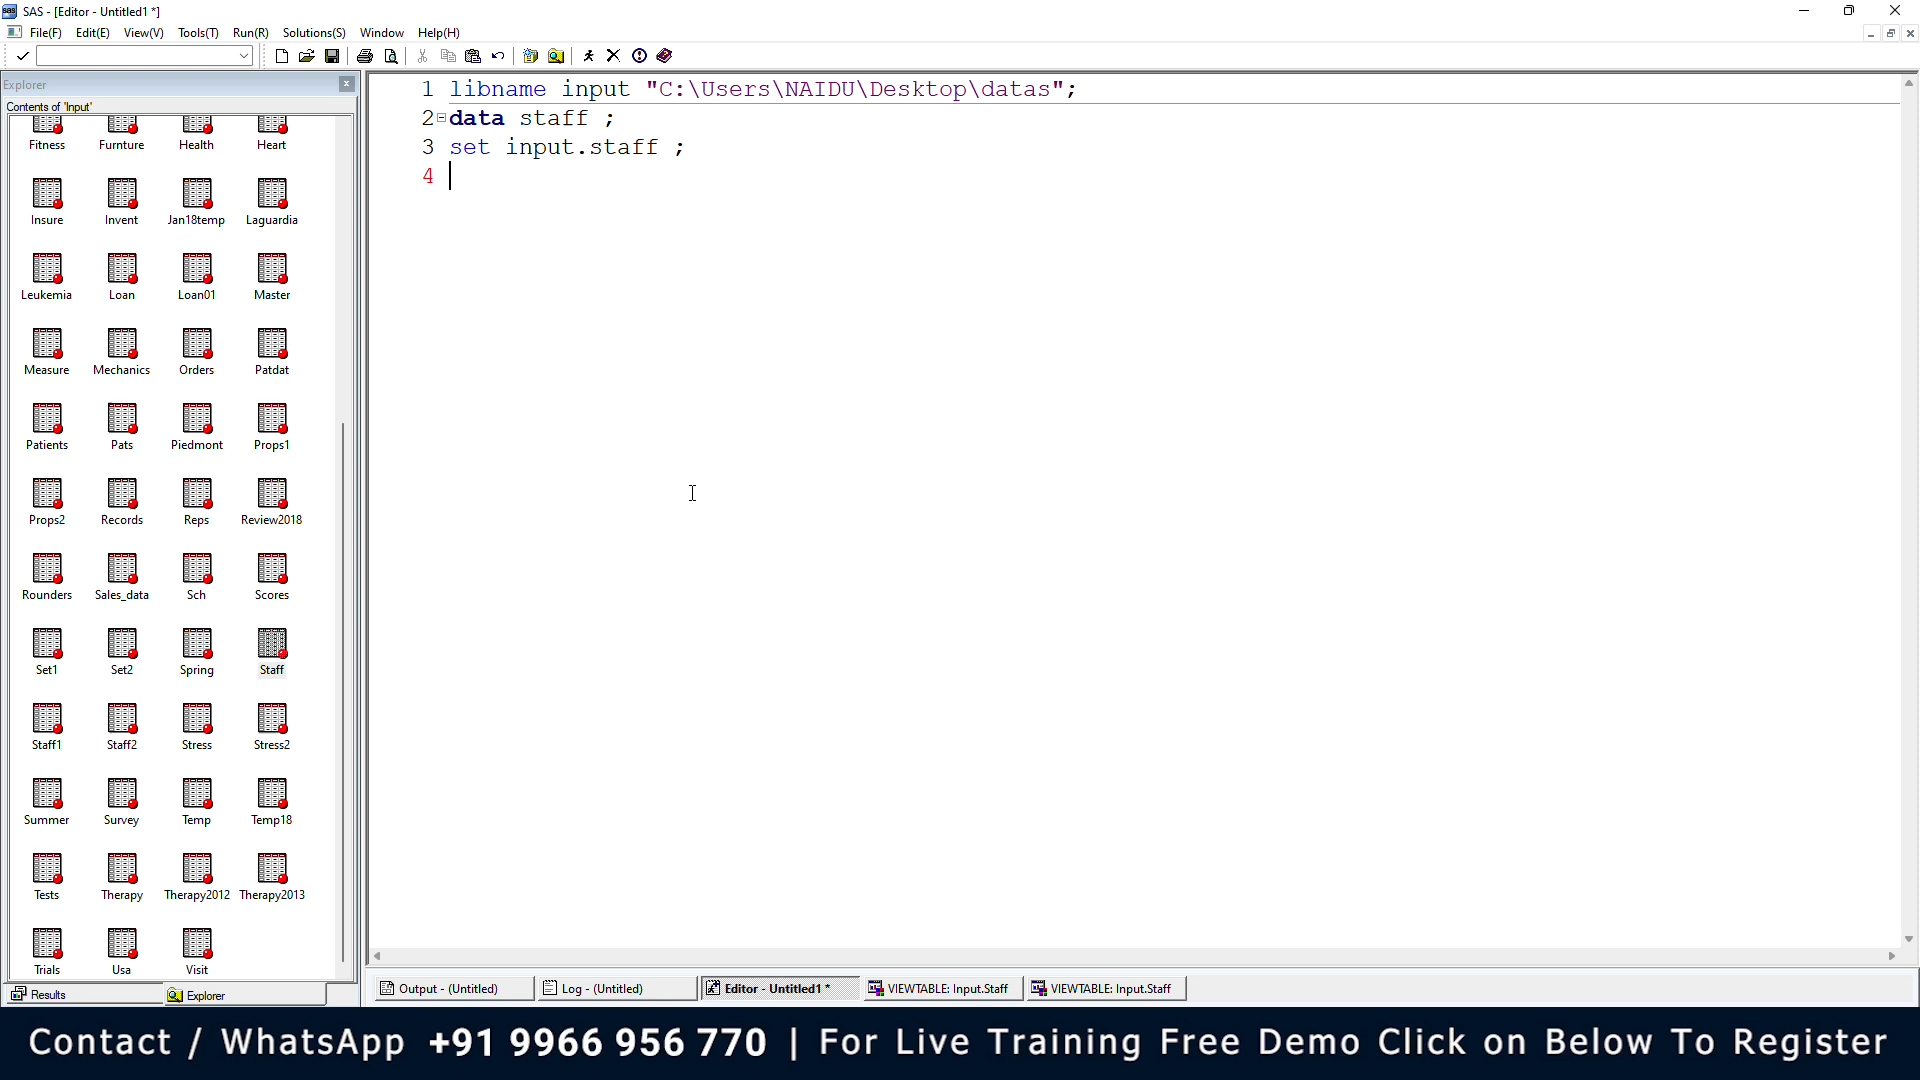 SAS - [Editor - Untitled1 *]
File(F) Edit(E) View(V) Tools(T) Run(R) Solutions(S) Window Help(H)
Explorer
Contents of 'Input'
Fitness Furnture Health Heart
Insure Invent Jan18temp Laguardia
Leukemia Loan Loan01 Master
Measure Mechanics Orders Patdat
Patients Pats Piedmont Props1
Props2 Records Reps Review2018
Rounders Sales_data Sch Scores
Set1 Set2 Spring Staff
Staff1 Staff2 Stress Stress2
Summer Survey Temp Temp18
Tests Therapy Therapy2012 Therapy2013
Trials Usa Visit
Results Explorer
1 libname input "C:\Users\NAIDU\Desktop\datas";
2 data staff ;
3 set input.staff ;
4
Output - (Untitled) Log - (Untitled) Editor - Untitled1 * VIEWTABLE: Input.Staff VIEWTABLE: Input.Staff
Contact / WhatsApp +91 9966 956 770 | For Live Training Free Demo Click on Below To Register